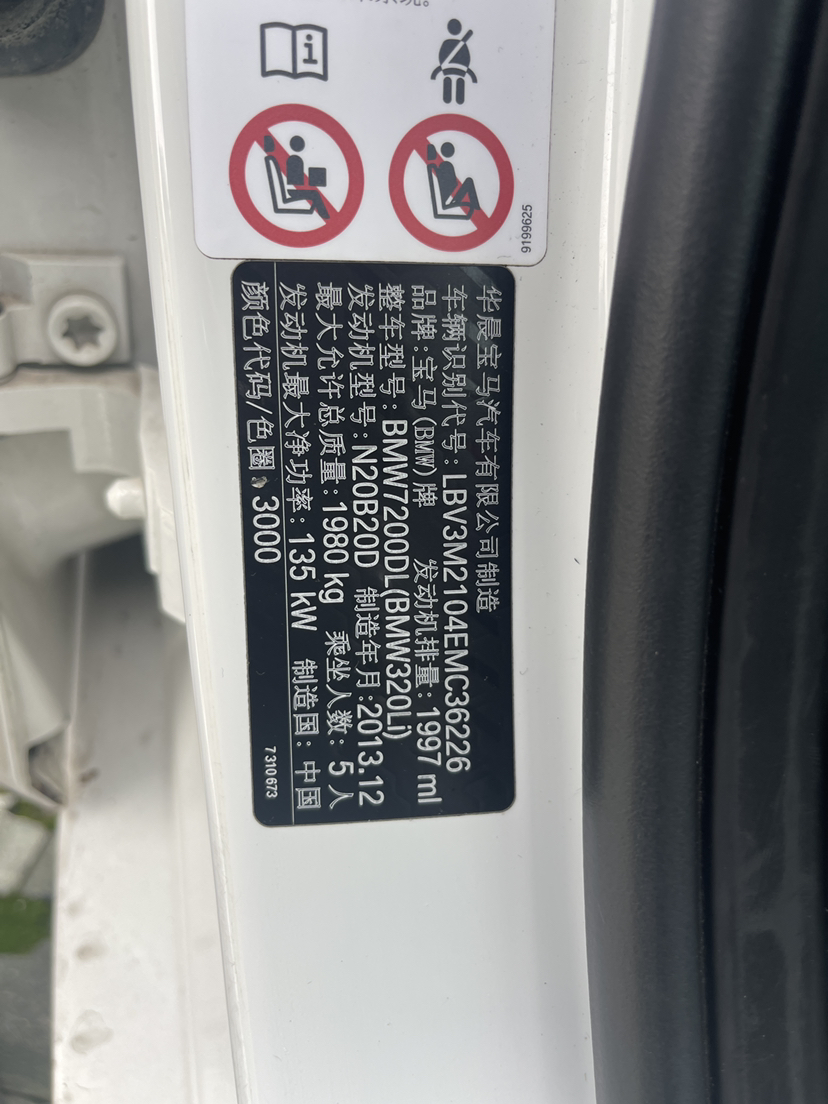 9199625
华晨宝马汽车有限公司制造
车辆识别代号:LBV3M2104EMC36226
品牌:宝马(BMW)牌 发动机排量:1997 ml
整车型号:BMW7200DL(BMW320Li)
发动机型号:N20B20D 制造年月:2013.12
最大允许总质量:1980 kg 乘坐人数:5人
发动机最大净功率:135 kW 制造国:中国
颜色代码/色圈:3000
7 310 673